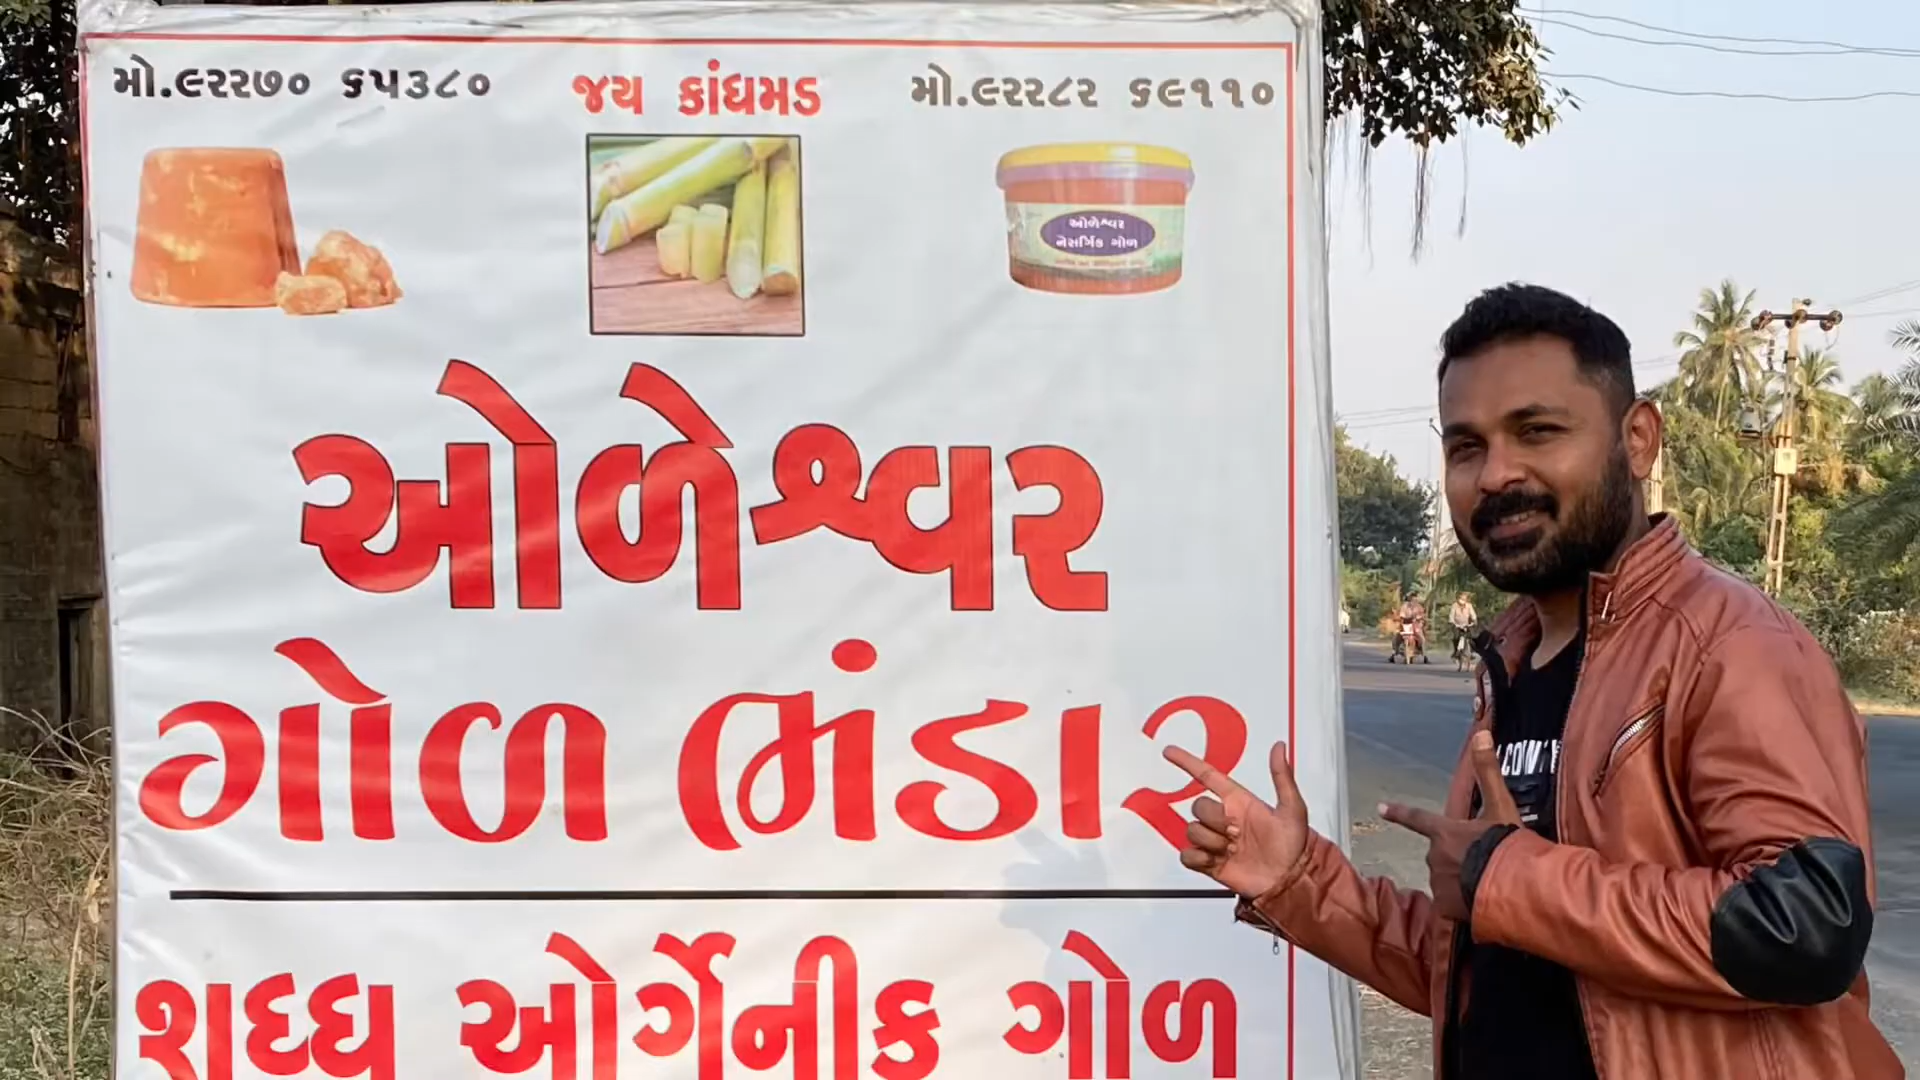 મો.૯૨૨૭૦ ૬૫૩૮૦
જય કાંધમડ
મો.૯૨૨૮૨ ૬૯૧૧૦
ઓળેશ્વર
નેસર્ગિક ગોળ
ઓળેશ્વર
ગોળ ભંડાર
શુદ્ધ ઓર્ગેનીક ગોળ